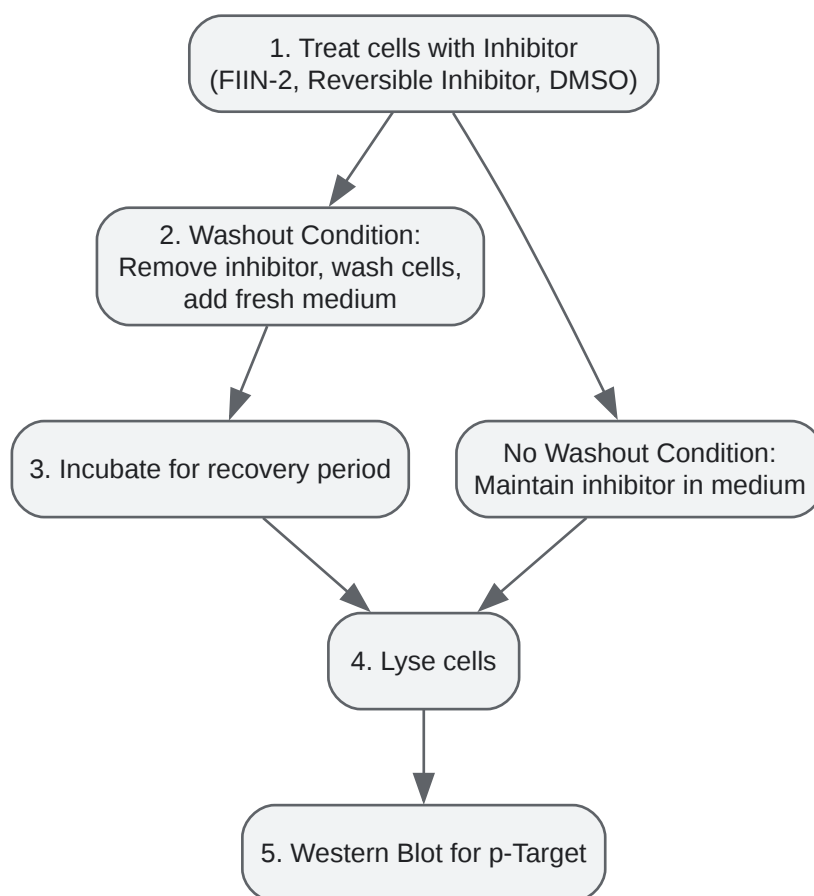 1. Treat cells with Inhibitor
(FIIN-2, Reversible Inhibitor, DMSO)
2. Washout Condition:
Remove inhibitor, wash cells,
add fresh medium
3. Incubate for recovery period
No Washout Condition:
Maintain inhibitor in medium
4. Lyse cells
5. Western Blot for p-Target